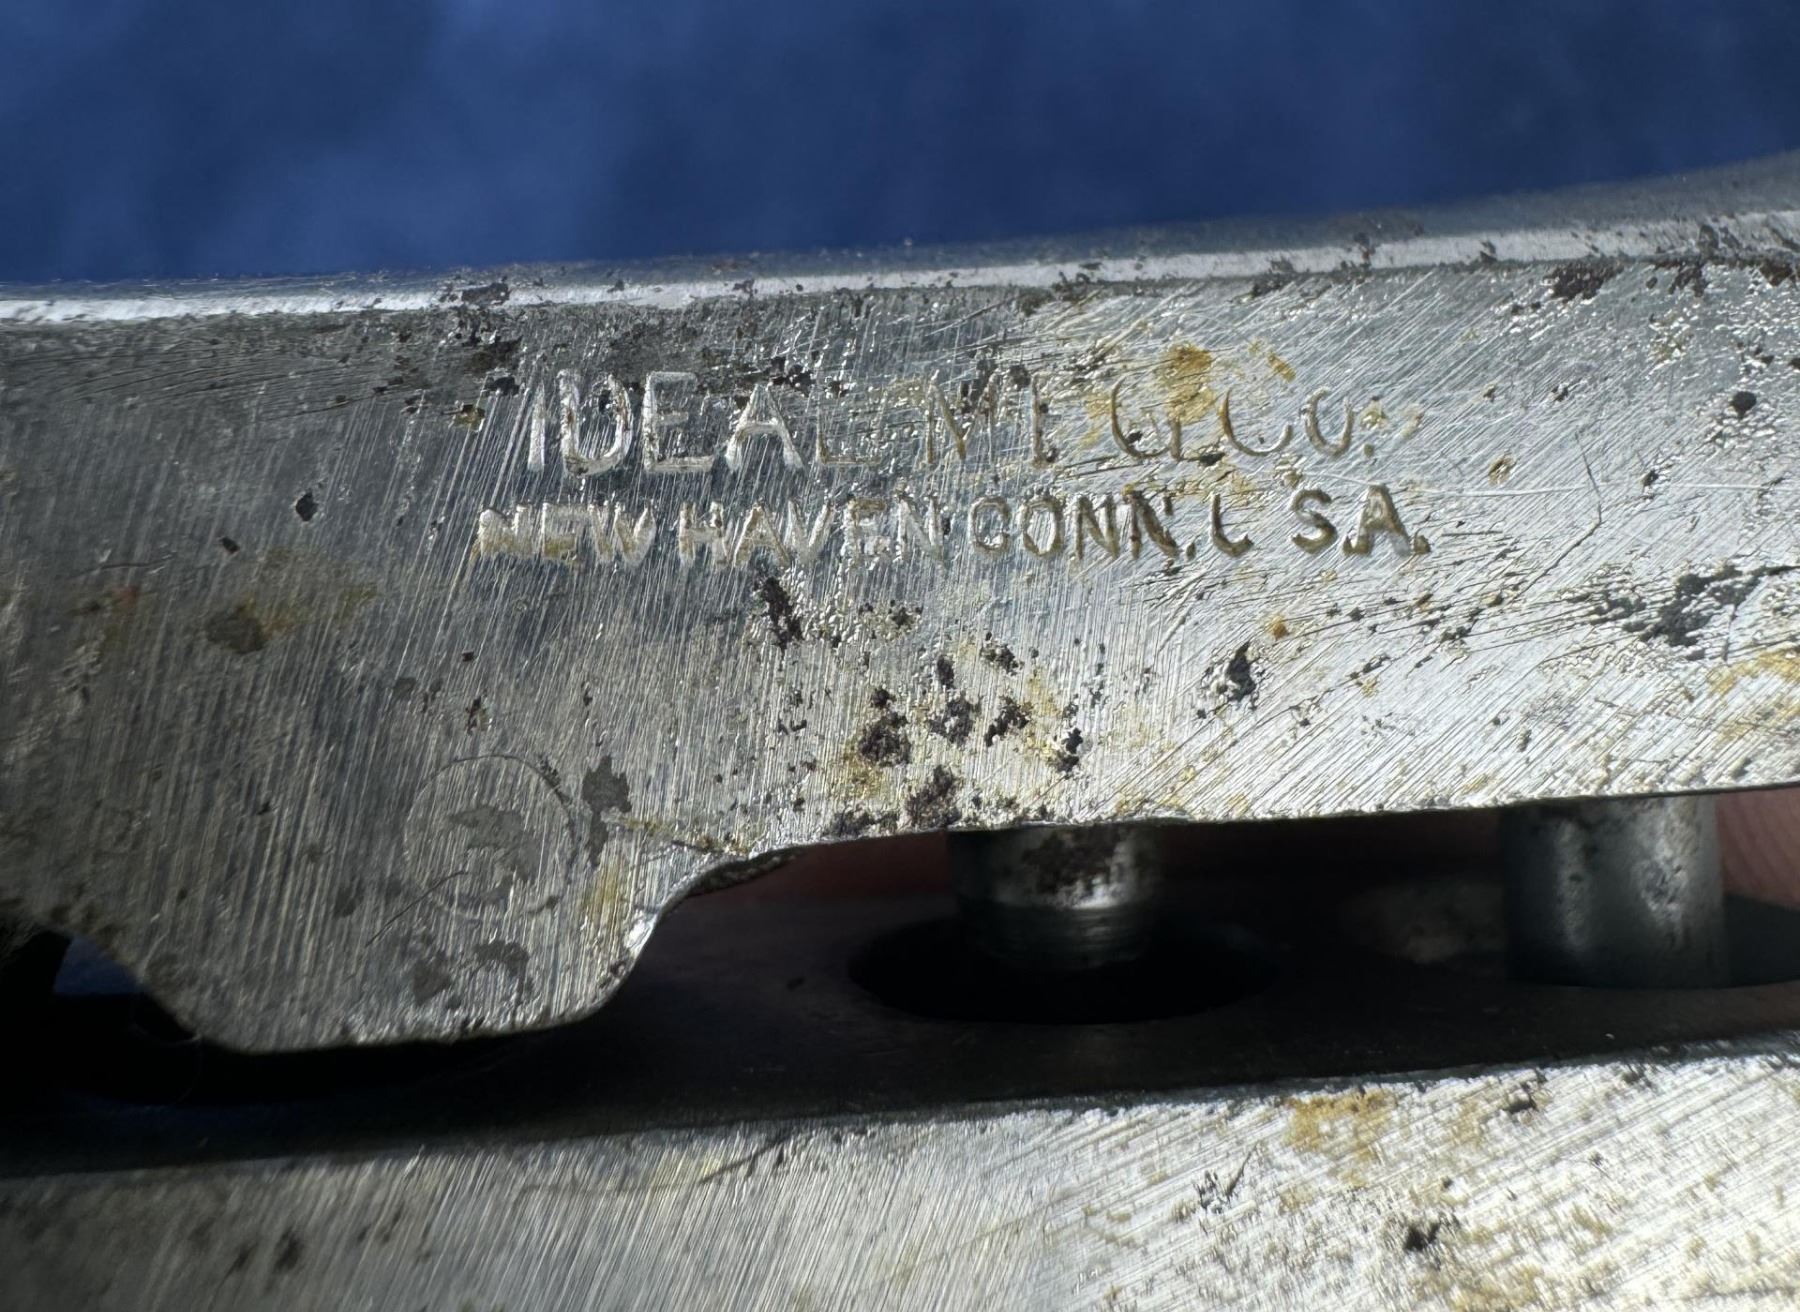 IDEAL MFG CO.
NEW HAVEN CONN. U.S.A.